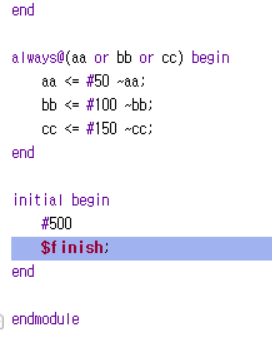 end
always@(aa or bb or cc) begin
aa <= #50 ~aa;
bb <= #100 ~bb;
cc <= #150 ~cc;
end
initial begin
#500
$finish;
end
endmodule